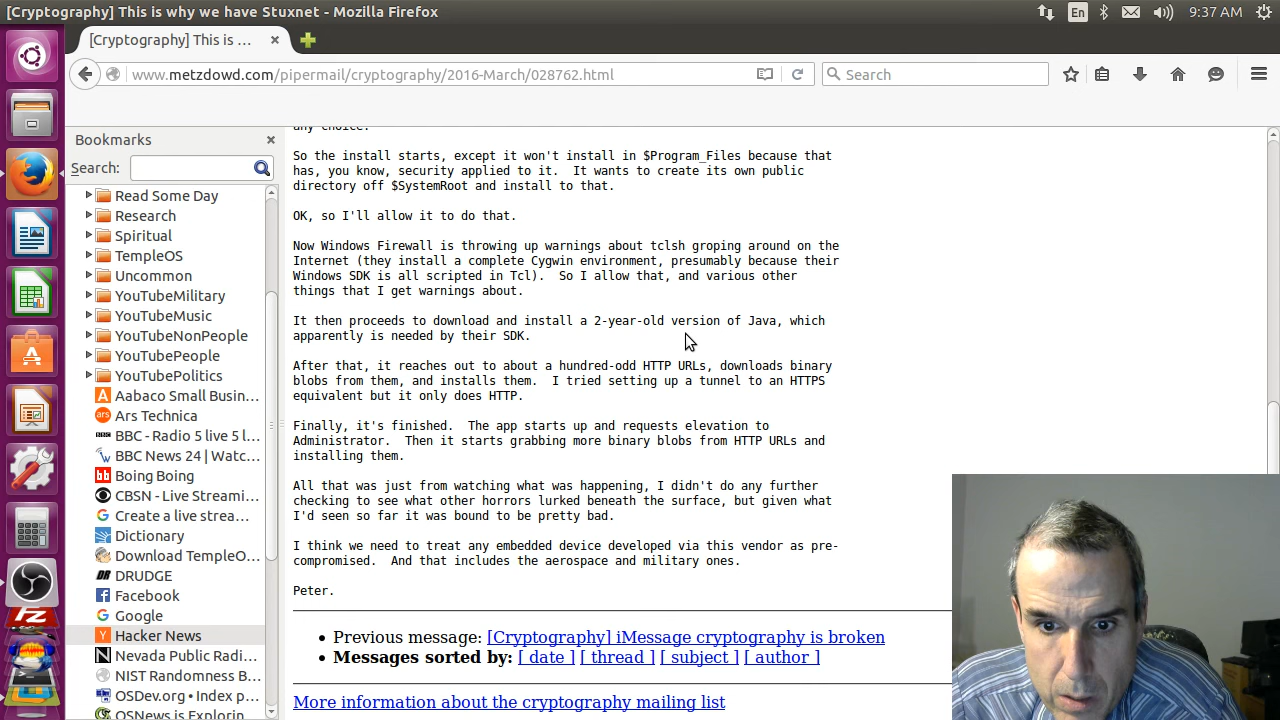 [Cryptography] This is why we have Stuxnet - Mozilla Firefox
En
9:37 AM
[Cryptography] This is ...
www.metzdowd.com/pipermail/cryptography/2016-March/028762.html
Search
Bookmarks
Search:
Read Some Day
Research
Spiritual
TempleOS
Uncommon
YouTubeMilitary
YouTubeMusic
YouTubeNonPeople
YouTubePeople
YouTubePolitics
Aabaco Small Busin...
Ars Technica
BBC - Radio 5 live 5 l...
BBC News 24 | Watc...
Boing Boing
CBSN - Live Streami...
Create a live strea...
Dictionary
Download TempleO...
DRUDGE
Facebook
Google
Hacker News
Nevada Public Radi...
NIST Randomness B...
OSDev.org • Index p...
OSNews is Explorin...
any choice.
So the install starts, except it won't install in $Program_Files because that
has, you know, security applied to it.  It wants to create its own public
directory off $SystemRoot and install to that.
OK, so I'll allow it to do that.
Now Windows Firewall is throwing up warnings about tclsh groping around on the
Internet (they install a complete Cygwin environment, presumably because their
Windows SDK is all scripted in Tcl).  So I allow that, and various other
things that I get warnings about.
It then proceeds to download and install a 2-year-old version of Java, which
apparently is needed by their SDK.
After that, it reaches out to about a hundred-odd HTTP URLs, downloads binary
blobs from them, and installs them.  I tried setting up a tunnel to an HTTPS
equivalent but it only does HTTP.
Finally, it's finished.  The app starts up and requests elevation to
Administrator.  Then it starts grabbing more binary blobs from HTTP URLs and
installing them.
All that was just from watching what was happening, I didn't do any further
checking to see what other horrors lurked beneath the surface, but given what
I'd seen so far it was bound to be pretty bad.
I think we need to treat any embedded device developed via this vendor as pre-
compromised.  And that includes the aerospace and military ones.
Peter.
• Previous message: [Cryptography] iMessage cryptography is broken
• Messages sorted by: [ date ] [ thread ] [ subject ] [ author ]
More information about the cryptography mailing list